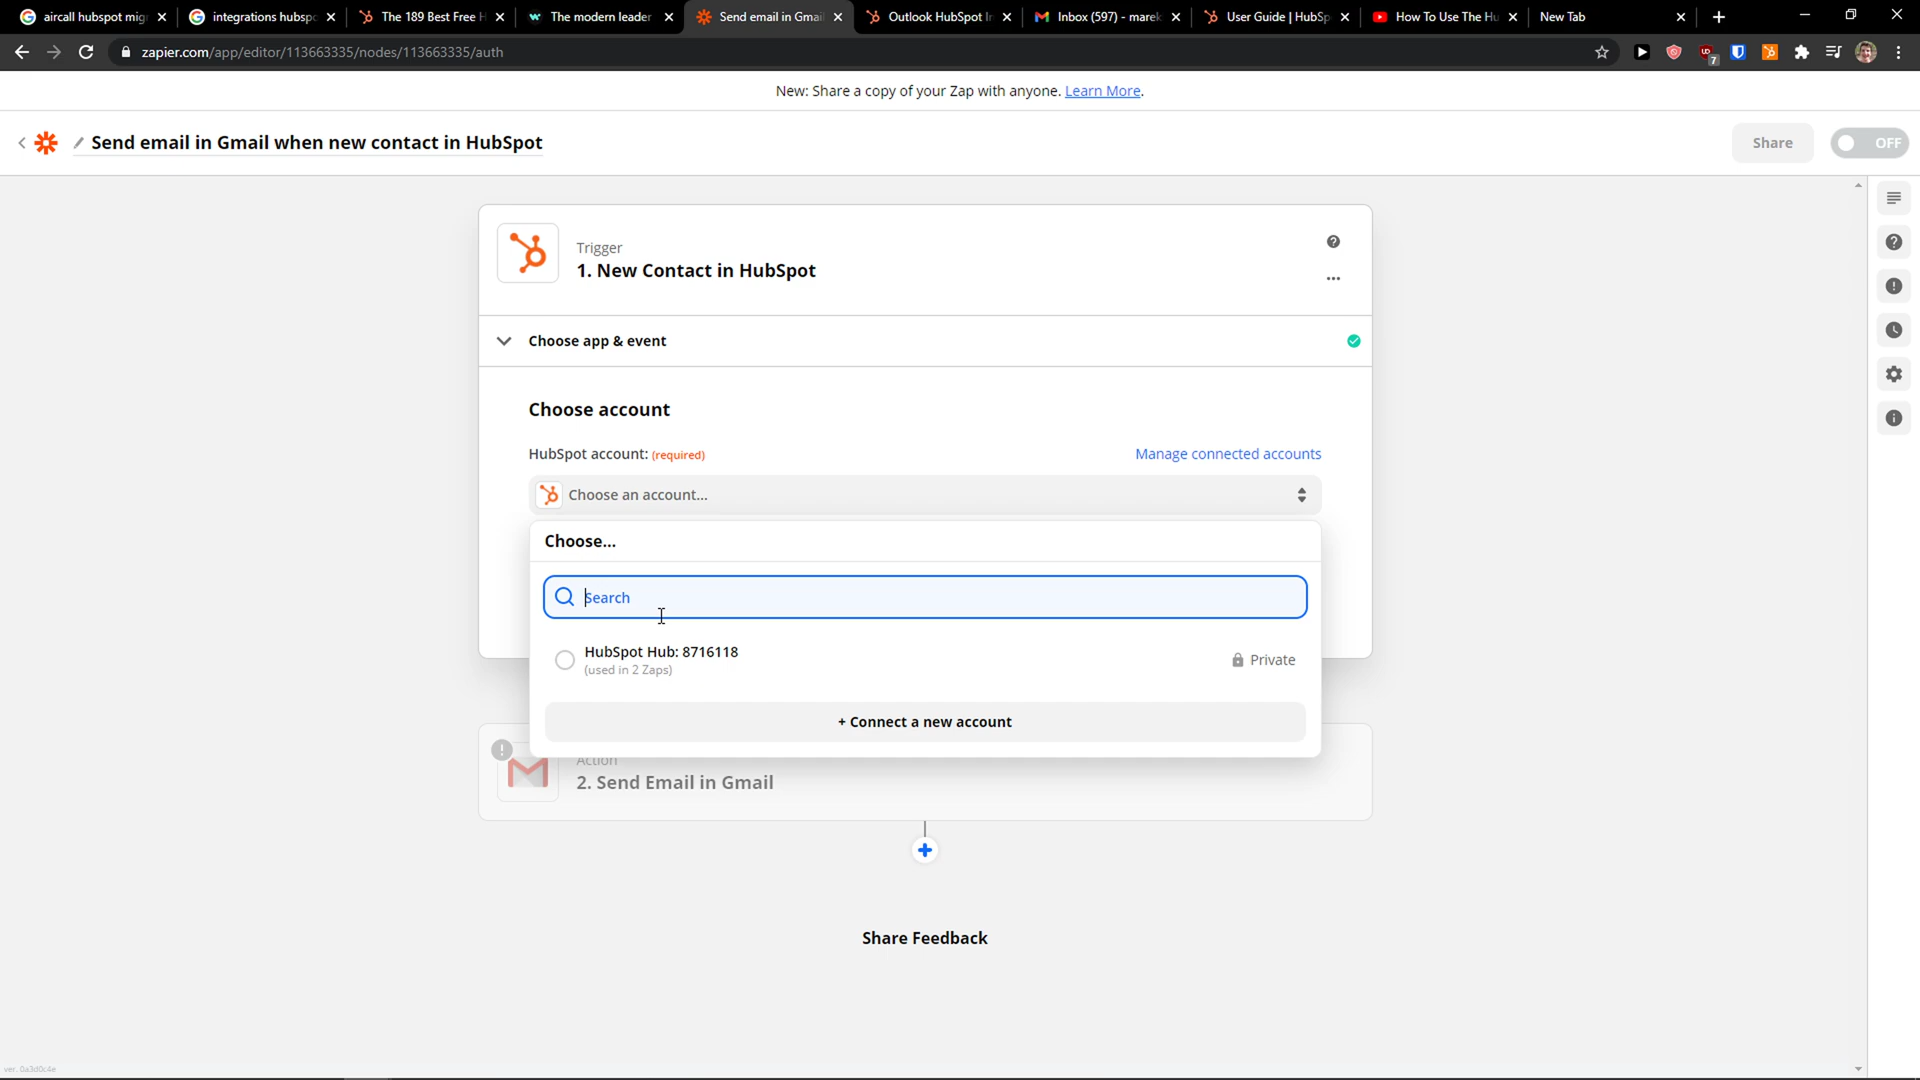 aircall hubspot mig
integrations hubsp
The 189 Best Free H
The modern leader
Send email in Gmai
Outlook HubSpot In
Inbox (597) - marek
User Guide | HubSp
How To Use The Hu
New Tab
zapier.com/app/editor/113663335/nodes/113663335/auth
7
New: Share a copy of your Zap with anyone. Learn More.
Send email in Gmail when new contact in HubSpot
Share
OFF
Trigger
1. New Contact in HubSpot
Choose app & event
Choose account
HubSpot account: (required)
Manage connected accounts
Choose an account...
Choose...
Search
HubSpot Hub: 8716118
(used in 2 Zaps)
Private
+ Connect a new account
Action
2. Send Email in Gmail
Share Feedback
ver. 0a3d0c4e